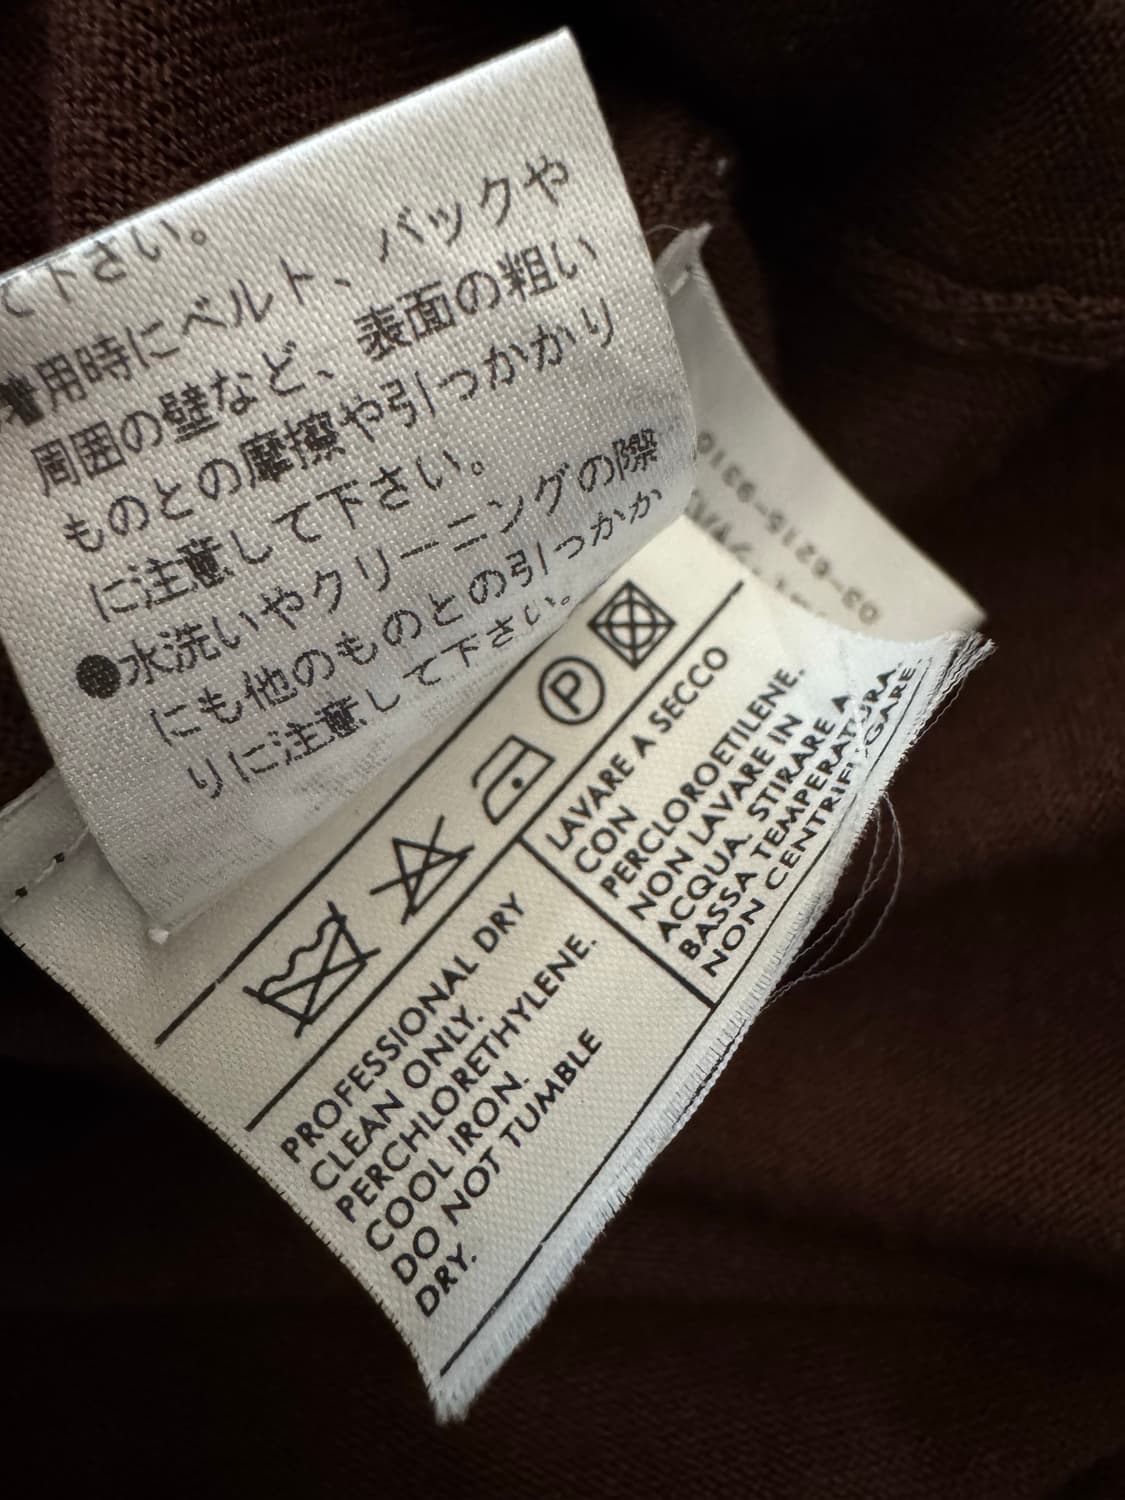 て下さい。
着用時にベルト、バックや
周囲の壁など、表面の粗い
ものとの摩擦や引っかかり
に注意して下さい。
●水洗いやクリーニングの際
にも他のものとの引っかか
りに注意して下さい。
03-6215-9310
P
PROFESSIONAL DRY
CLEAN ONLY.
PERCHLORETHYLENE.
COOL IRON.
DO NOT TUMBLE
DRY.
LAVARE A SECCO
CON
PERCLOROETILENE.
NON LAVARE IN
ACQUA. STIRARE A
BASSA TEMPERATURA.
NON CENTRIFUGARE.